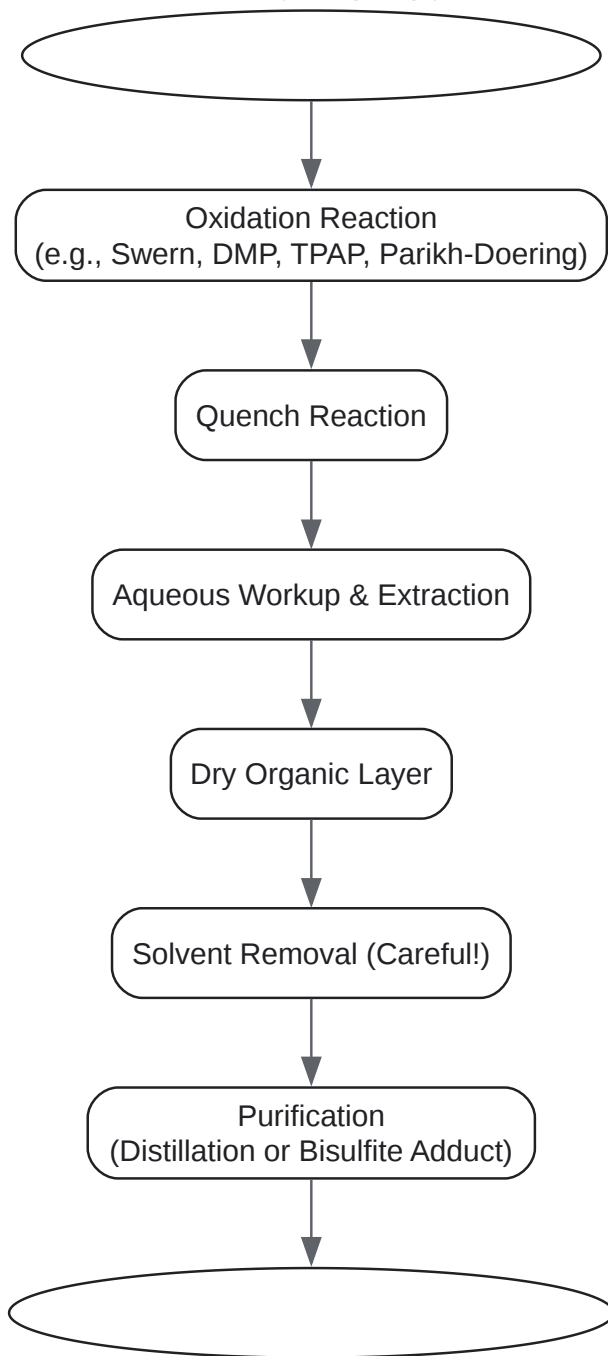 Oxidation Reaction
(e.g., Swern, DMP, TPAP, Parikh-Doering)
Quench Reaction
Aqueous Workup & Extraction
Dry Organic Layer
Solvent Removal (Careful!)
Purification
(Distillation or Bisulfite Adduct)